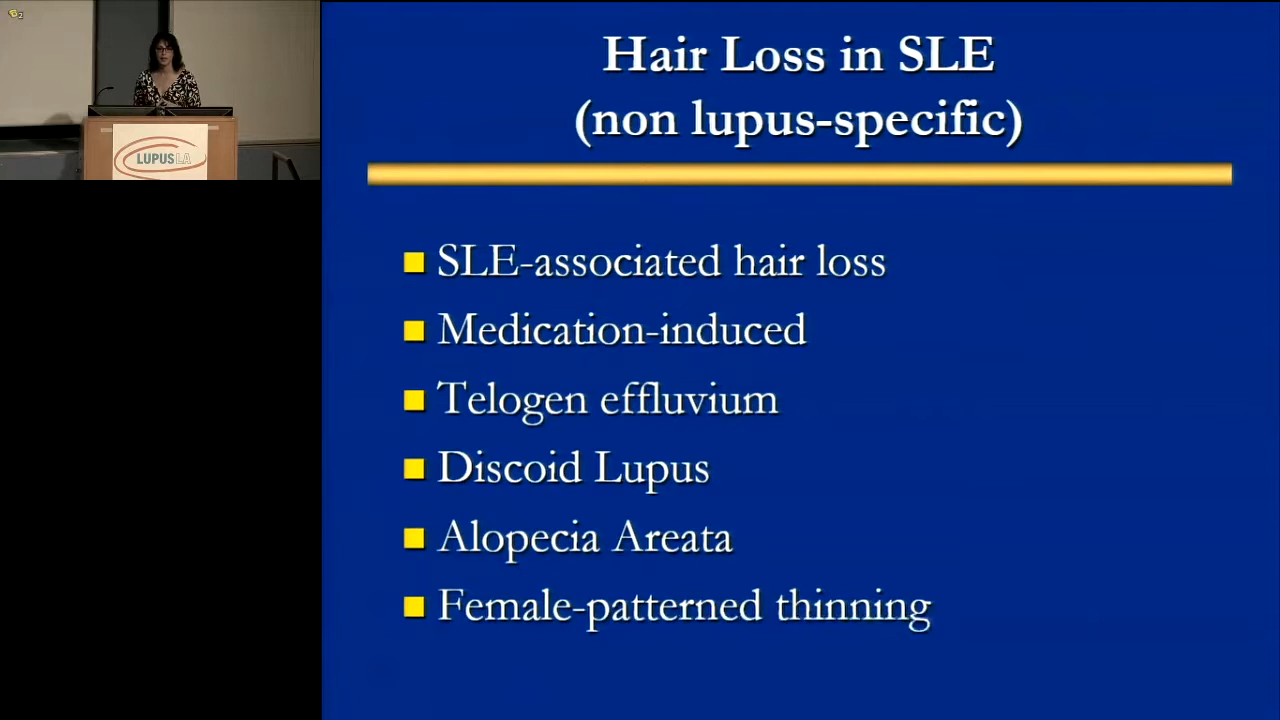 Hair Loss in SLE
(non lupus-specific)
SLE-associated hair loss
Medication-induced
Telogen effluvium
Discoid Lupus
Alopecia Areata
Female-patterned thinning
LUPUS LA